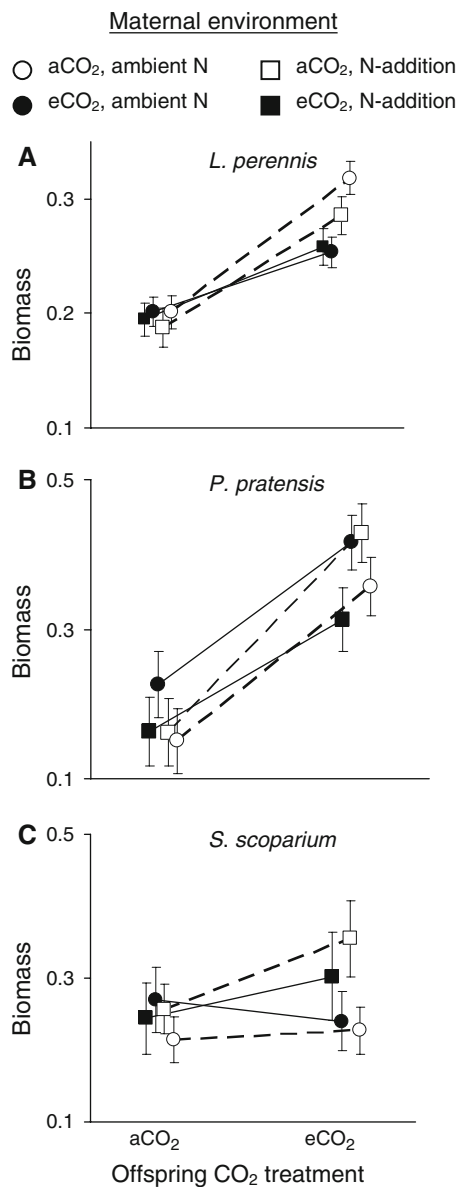 Maternal environment
aCO₂, ambient N
aCO₂, N-addition
eCO₂, ambient N
eCO₂, N-addition
A
L. perennis
0.3
0.2
0.1
Biomass
B
P. pratensis
0.5
0.3
0.1
Biomass
C
S. scoparium
0.5
0.3
0.1
Biomass
aCO₂
eCO₂
Offspring CO₂ treatment